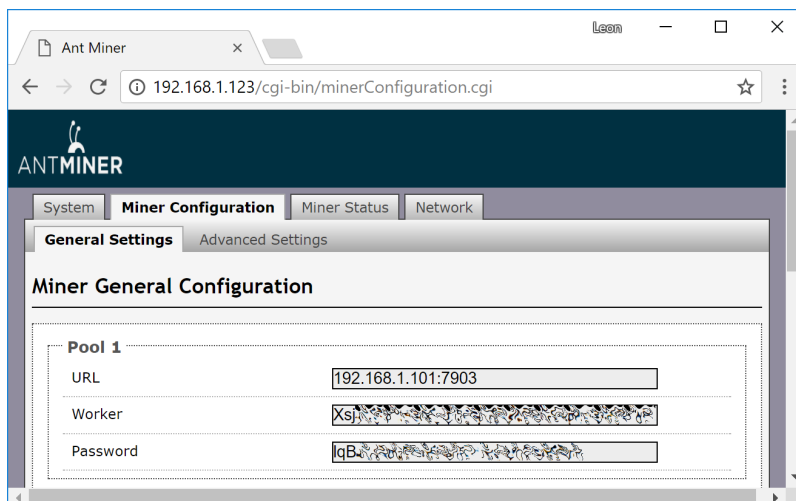 Leon
Ant Miner
192.168.1.123/cgi-bin/minerConfiguration.cgi
ANTMINER
System Miner Configuration Miner Status Network
General Settings Advanced Settings
Miner General Configuration
Pool 1
URL 192.168.1.101:7903
Worker Xsj
Password IqB